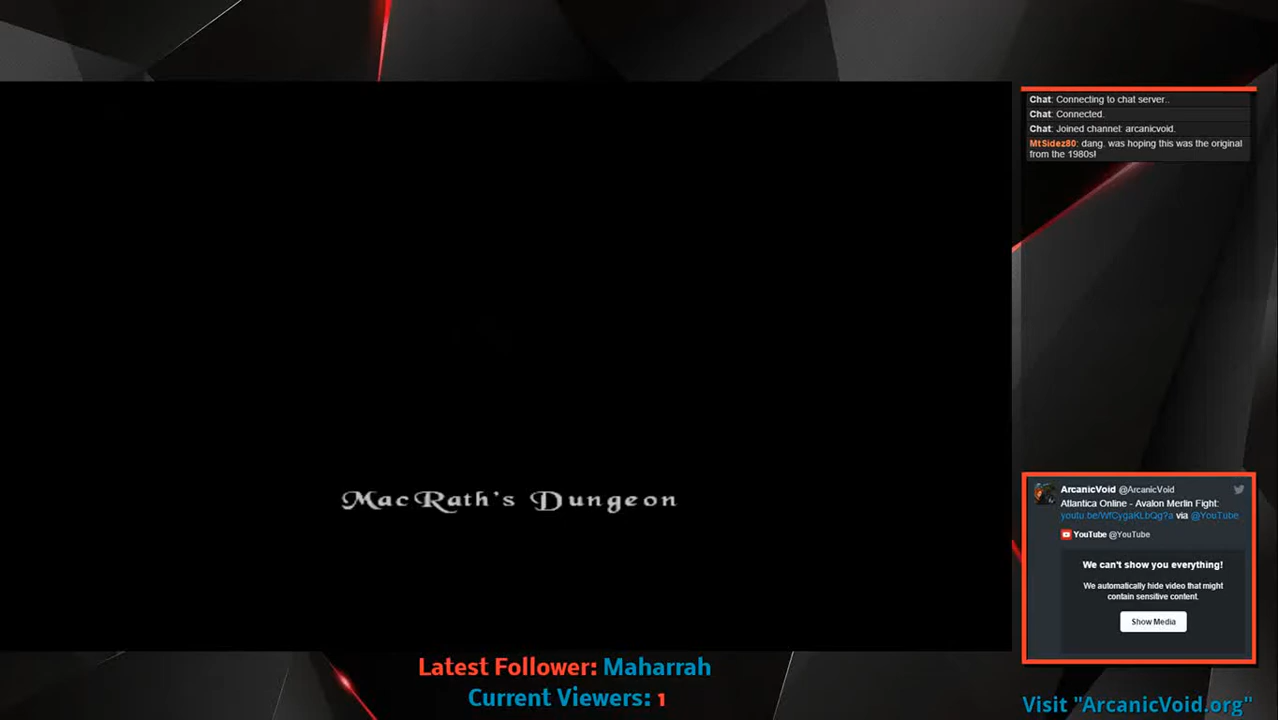 Chat: Connecting to chat server..
Chat: Connected.
Chat: Joined channel: arcanicvoid.
MtSidez80: dang. was hoping this was the original
from the 1980s!
MacRath's Dungeon
ArcanicVoid @ArcanicVoid
Atlantica Online - Avalon Merlin Fight:
youtu.be/WfCygaKLbQg?a via @YouTube
YouTube @YouTube
We can't show you everything!
We automatically hide video that might
contain sensitive content.
Show Media
Latest Follower: Maharrah
Current Viewers: 1
Visit "ArcanicVoid.org"